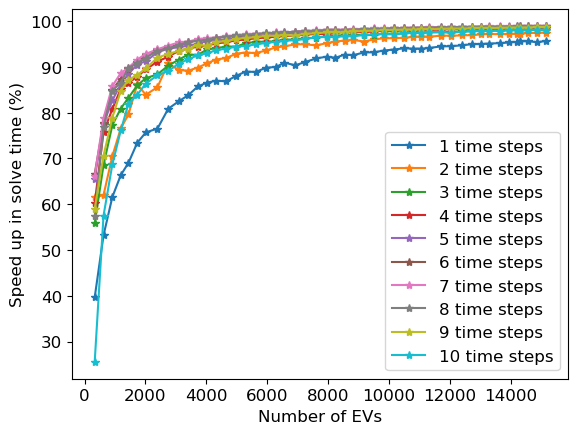 100
90
80
70
60
50
40
30
Speed up in solve time (%)
1 time steps
2 time steps
3 time steps
4 time steps
5 time steps
6 time steps
7 time steps
8 time steps
9 time steps
10 time steps
0 2000 4000 6000 8000 10000 12000 14000
Number of EVs